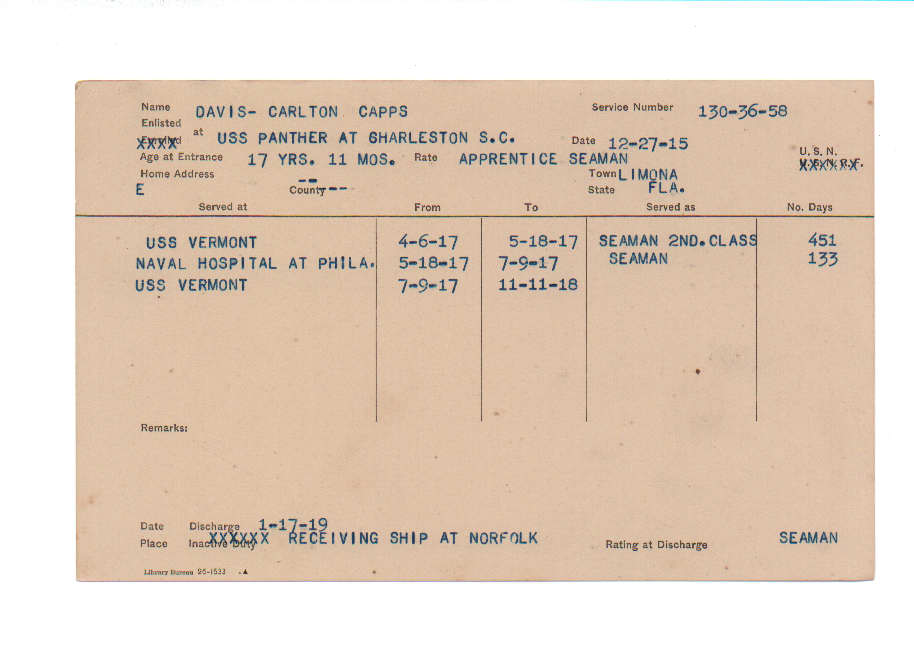 Name DAVIS- CARLTON CAPPS Service Number 130-36-58
Enlisted
at USS PANTHER AT GHARLESTON S.C. Date 12-27-15
Age at Entrance 17 YRS. 11 MOS. Rate APPRENTICE SEAMAN U. S. N.
Home Address -- Town LIMONA
E County -- State FLA.
Served at From To Served as No. Days
USS VERMONT 4-6-17 5-18-17 SEAMAN 2ND.CLASS 451
NAVAL HOSPITAL AT PHILA. 5-18-17 7-9-17 SEAMAN 133
USS VERMONT 7-9-17 11-11-18
Remarks:
Date Discharge 1-17-19
Place Inactive Duty XXXXXX RECEIVING SHIP AT NORFOLK Rating at Discharge SEAMAN
Library Bureau 26-1533